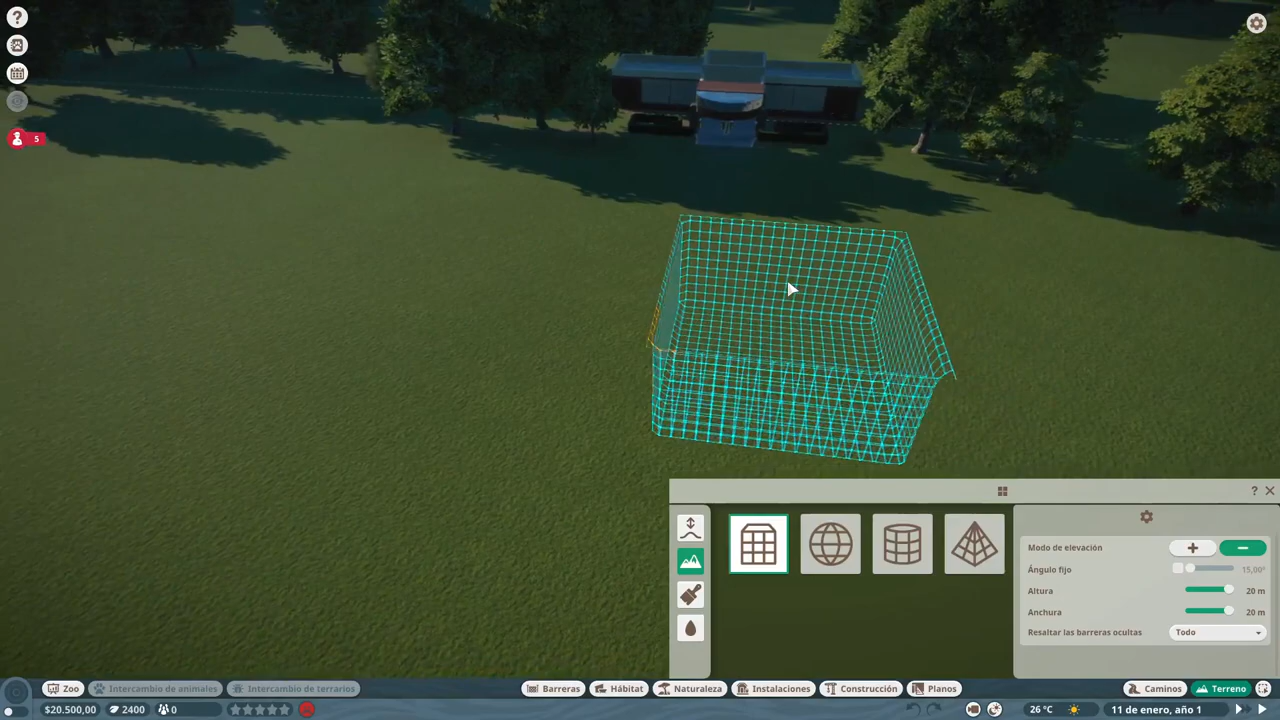 ?
5
?
Modo de elevación
Ángulo fijo 15,00°
Altura 20 m
Anchura 20 m
Resaltar las barreras ocultas Todo
Zoo Intercambio de animales Intercambio de terrarios Barreras Hábitat Naturaleza Instalaciones Construcción Planos Caminos Terreno
$20.500,00 2400 0 26 °C 11 de enero, año 1